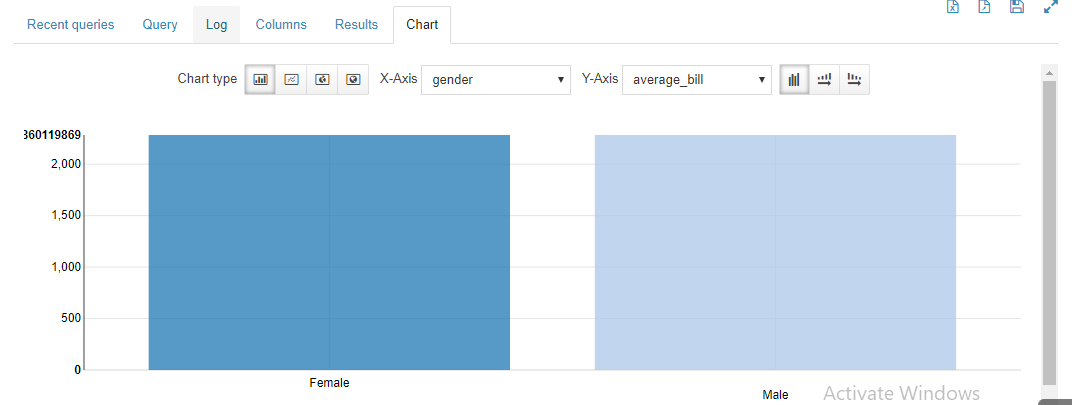 Recent queries Query Log Columns Results Chart
Chart type X-Axis gender Y-Axis average_bill
360119869
2,000
1,500
1,000
500
0
Female
Male
Activate Windows